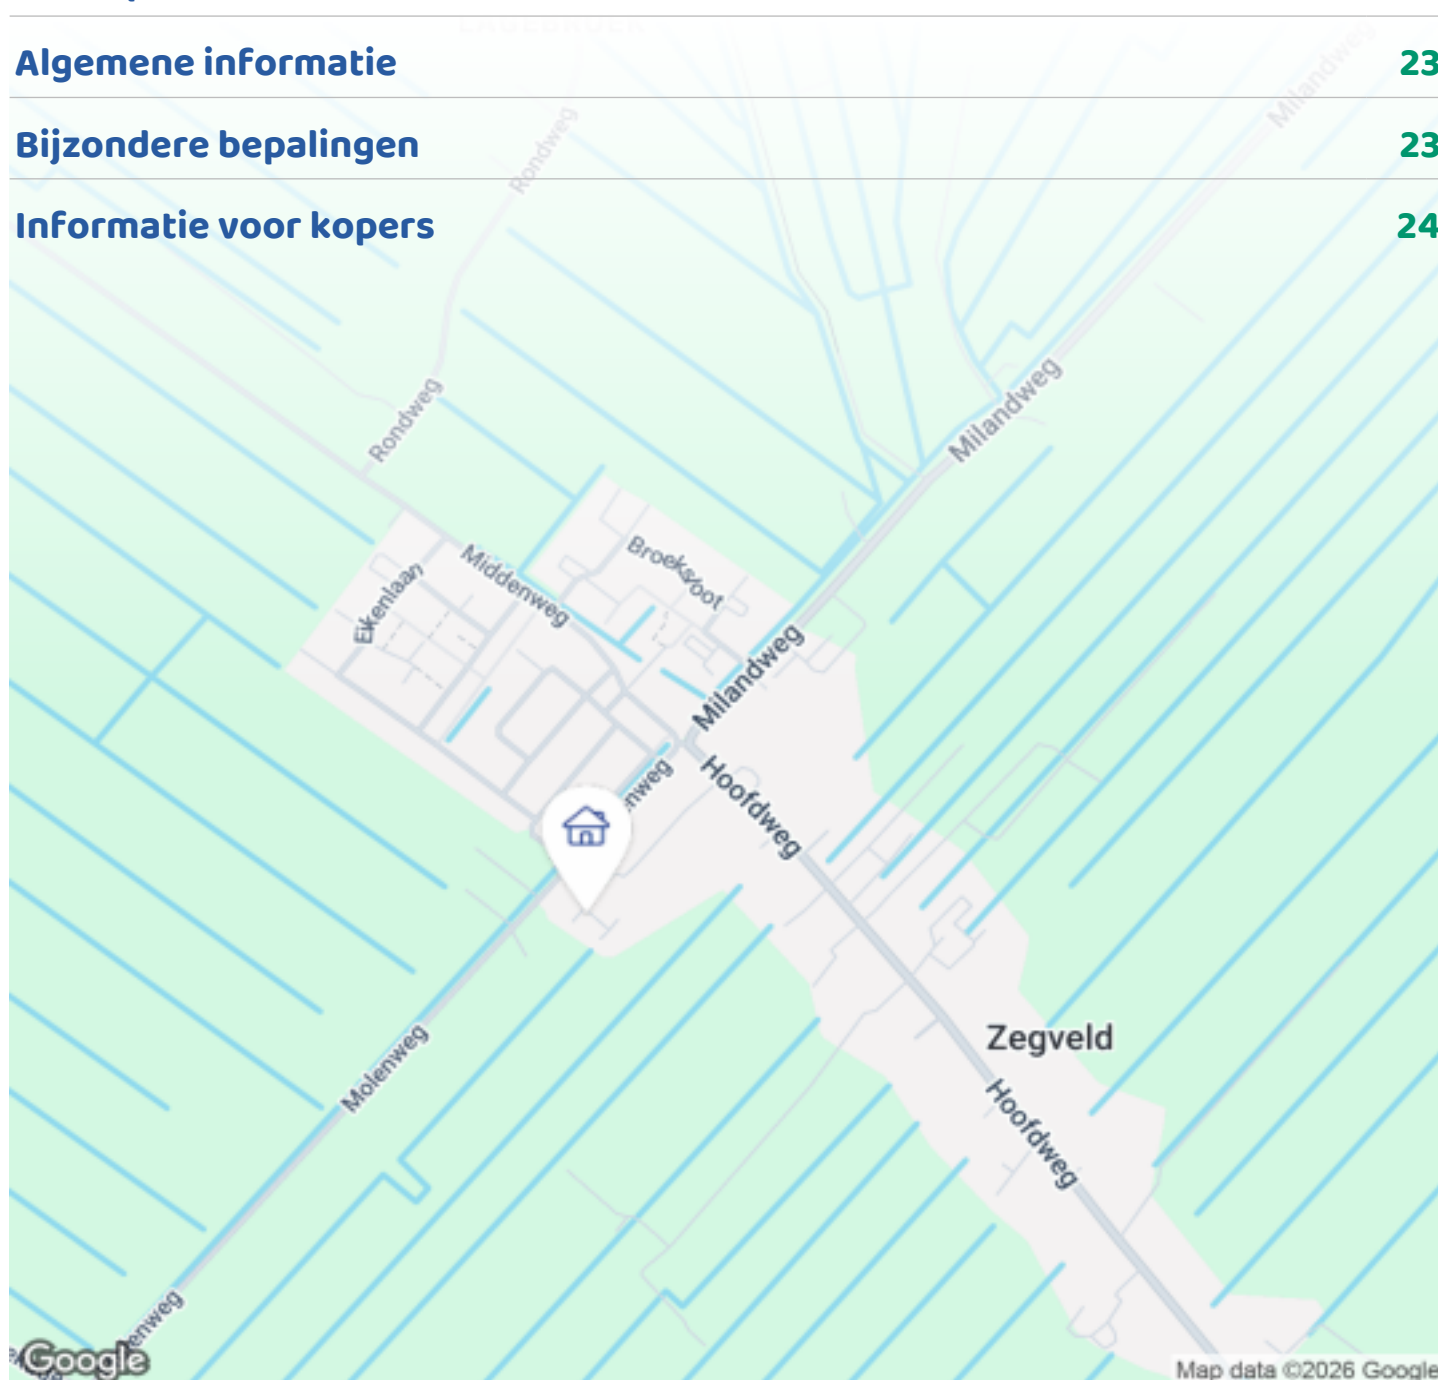 Algemene informatie 23
Bijzondere bepalingen 23
Informatie voor kopers 24
Milandweg
Rondweg
Rondweg
Milandweg
Broeksloot
Middenweg
Eikenlaan
Milandweg
Hoofdweg
Zegveld
Molenweg
Hoofdweg
Google
Map data ©2026 Google